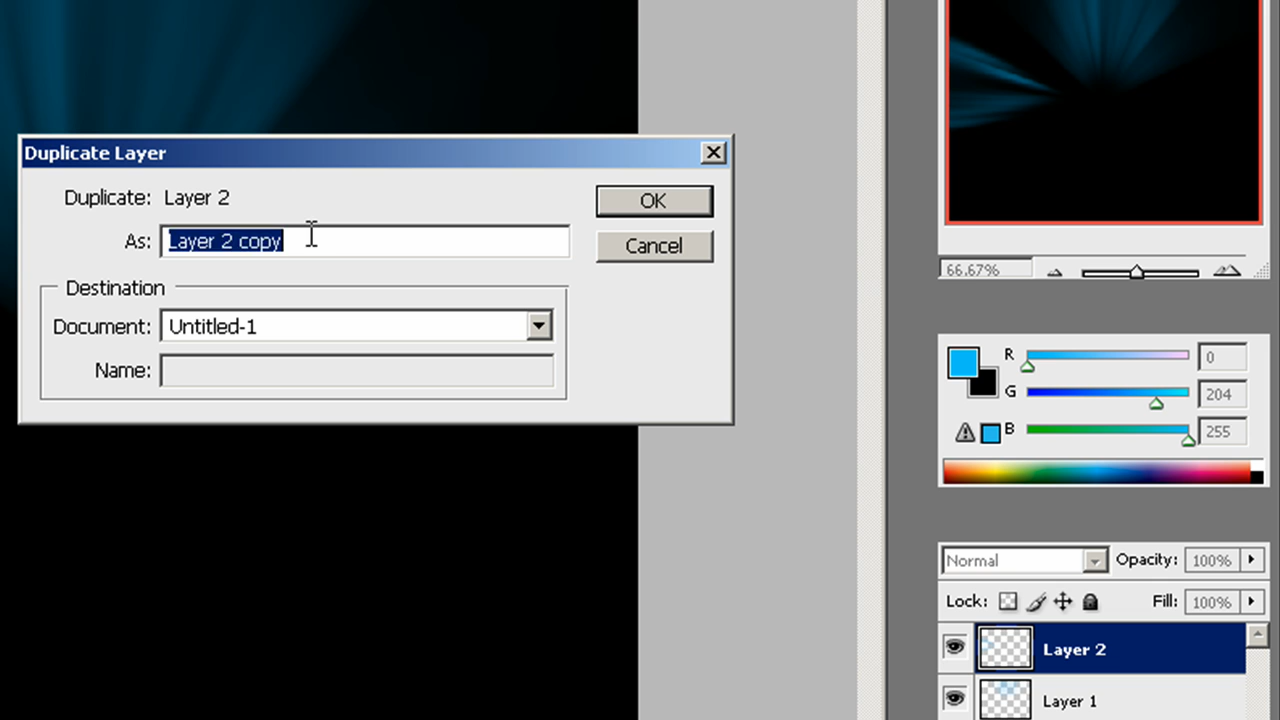 Duplicate Layer
Duplicate: Layer 2
OK
As: Layer 2 copy
Cancel
Destination
Document: Untitled-1
Name:
66.67%
R 0
G 204
B 255
Normal Opacity: 100%
Lock: Fill: 100%
Layer 2
Layer 1